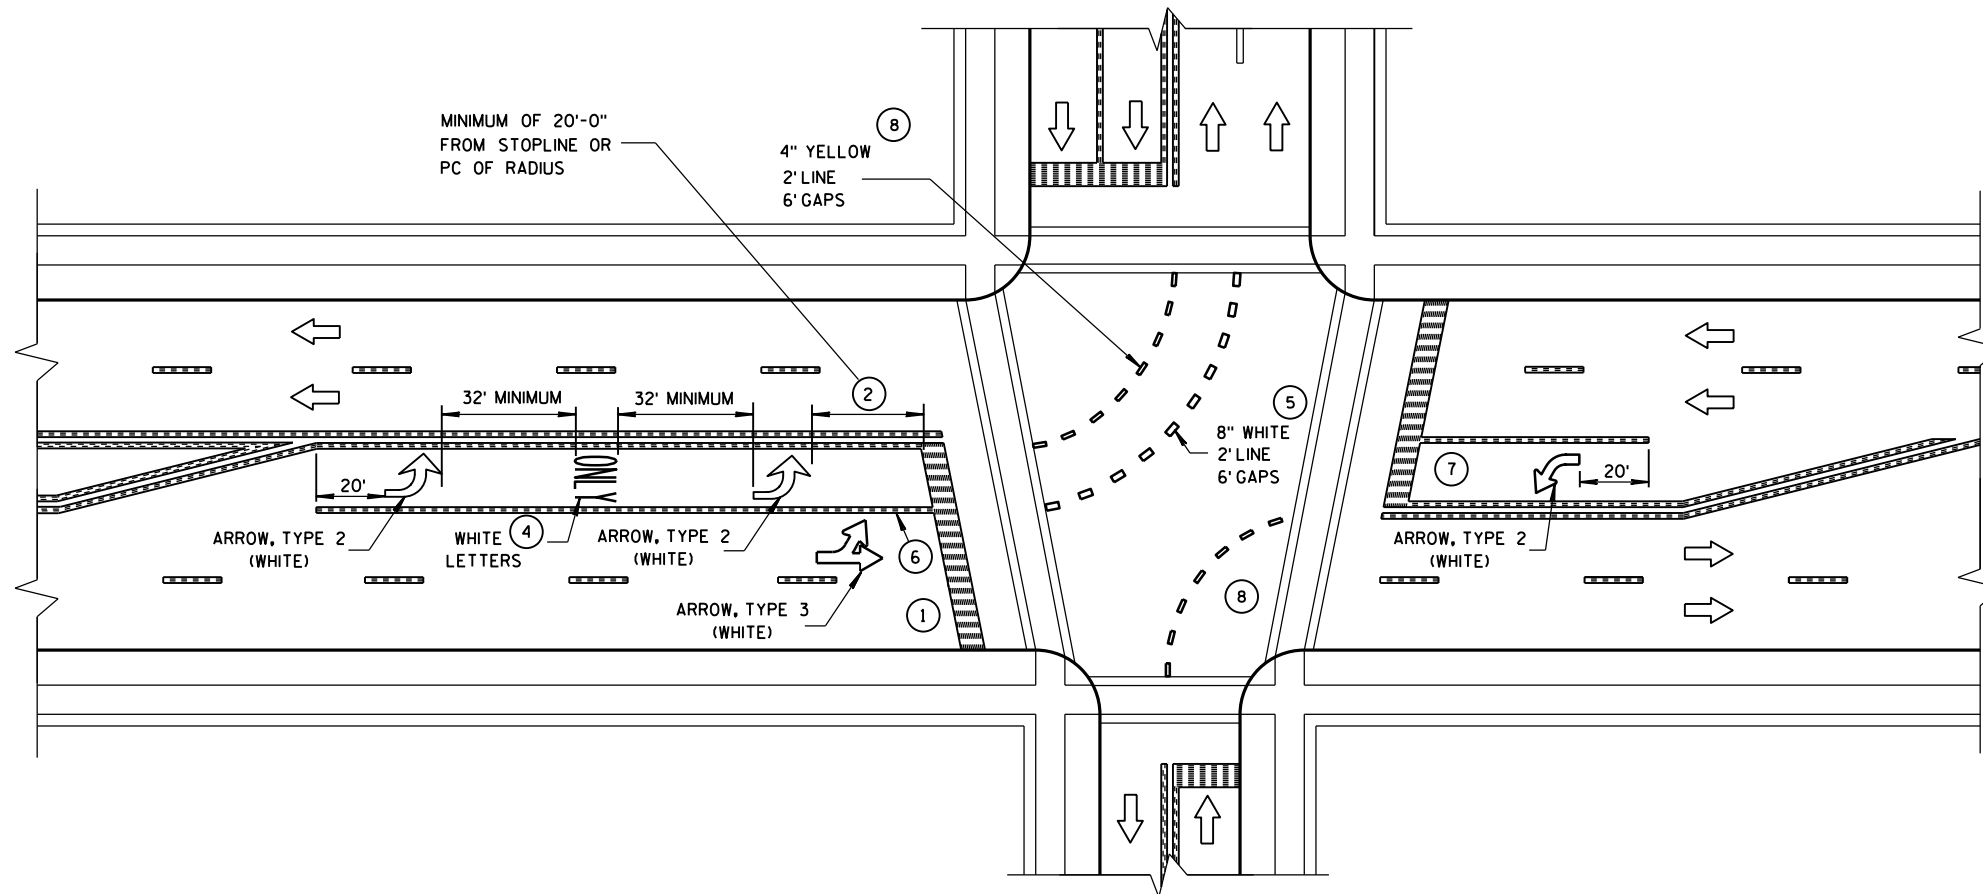 MINIMUM OF 20'-0"
FROM STOPLINE OR
PC OF RADIUS
8
4" YELLOW
2' LINE
6' GAPS
32' MINIMUM
32' MINIMUM
2
5
8" WHITE
2' LINE
6' GAPS
ONLY
20'
7
20'
ARROW, TYPE 2
(WHITE)
WHITE
LETTERS
4
ARROW, TYPE 2
(WHITE)
6
ARROW, TYPE 2
(WHITE)
ARROW, TYPE 3
(WHITE)
1
8